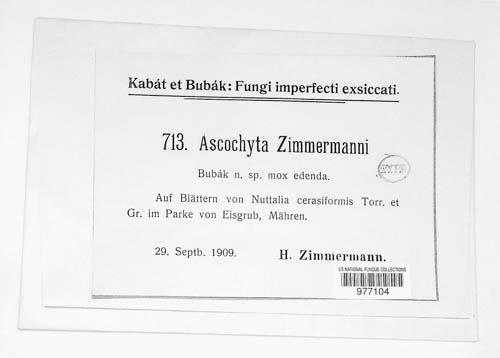 Kabát et Bubák: Fungi imperfecti exsiccati.
713. Ascochyta Zimmermanni
Bubák n. sp. mox edenda.
Auf Blättern von Nuttalia cerasiformis Torr. et
Gr. im Parke von Eisgrub, Mähren.
29. Septb. 1909.
H. Zimmermann.
US NATIONAL FUNGUS COLLECTIONS
977104